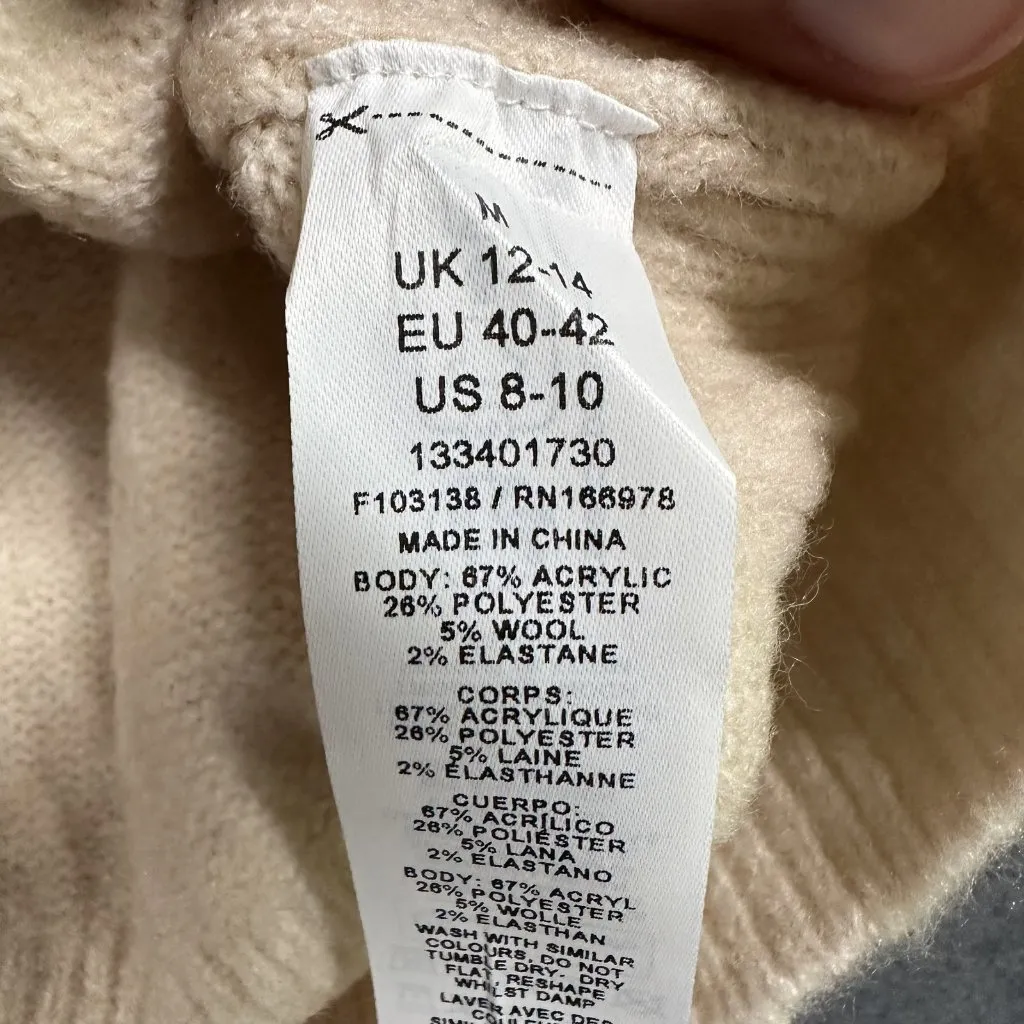 M
UK 12-14
EU 40-42
US 8-10
133401730
F103138 / RN166978
MADE IN CHINA
BODY: 67% ACRYLIC
26% POLYESTER
5% WOOL
2% ELASTANE
CORPS:
67% ACRYLIQUE
26% POLYESTER
5% LAINE
2% ÉLASTHANNE
CUERPO:
67% ACRÍLICO
26% POLIÉSTER
5% LANA
2% ELASTANO
BODY: 67% ACRYL
26% POLYESTER
5% WOLLE
2% ELASTHAN
WASH WITH SIMILAR
COLOURS, DO NOT
TUMBLE DRY. DRY
FLAT, RESHAPE
WHILST DAMP
LAVER AVEC DES